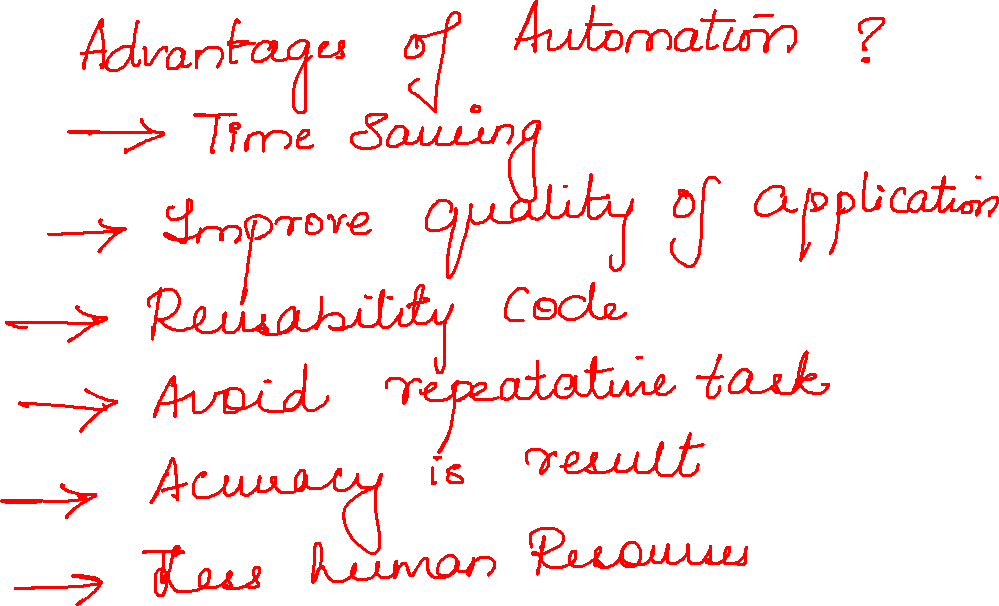 Advantages of Automation ?
→ Time Saving
→ Improve quality of application
→ Reusability Code
→ Avoid repeatative task
→ Accuracy is result
→ Less human Resourses